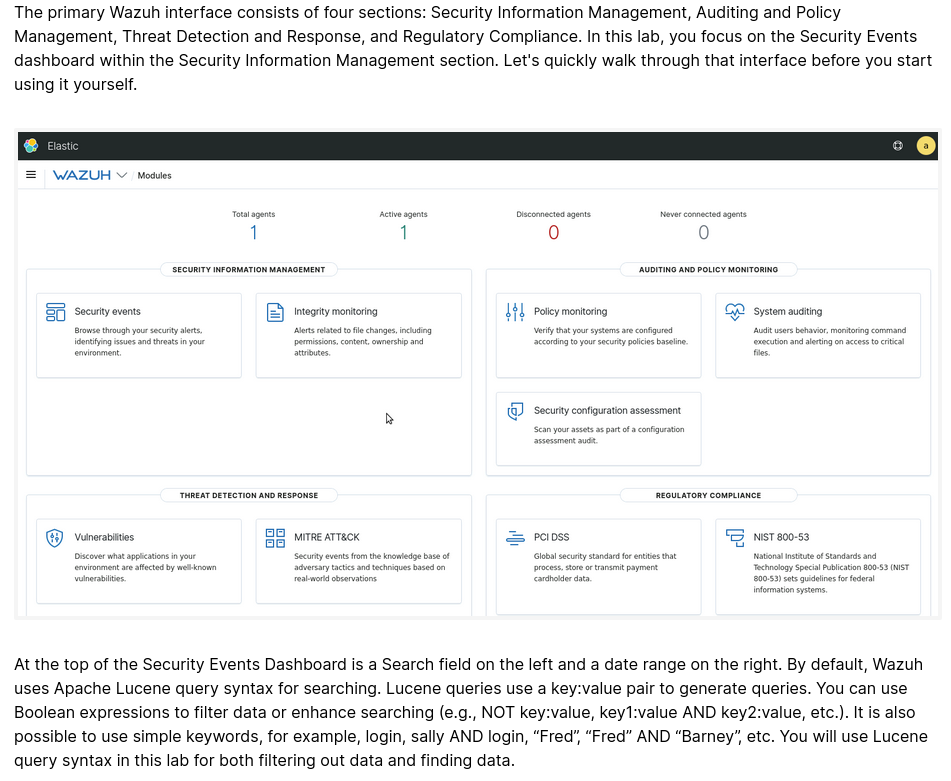 The primary Wazuh interface consists of four sections: Security Information Management, Auditing and Policy
Management, Threat Detection and Response, and Regulatory Compliance. In this lab, you focus on the Security Events
dashboard within the Security Information Management section. Let's quickly walk through that interface before you start
using it yourself.
Elastic
a
WAZUH
Modules
Total agents
1
Active agents
1
Disconnected agents
0
Never connected agents
0
SECURITY INFORMATION MANAGEMENT
Security events
Browse through your security alerts,
identifying issues and threats in your
environment.
Integrity monitoring
Alerts related to file changes, including
permissions, content, ownership and
attributes.
AUDITING AND POLICY MONITORING
Policy monitoring
Verify that your systems are configured
according to your security policies baseline.
System auditing
Audit users behavior, monitoring command
execution and alerting on access to critical
files.
Security configuration assessment
Scan your assets as part of a configuration
assessment audit.
THREAT DETECTION AND RESPONSE
Vulnerabilities
Discover what applications in your
environment are affected by well-known
vulnerabilities.
MITRE ATT&CK
Security events from the knowledge base of
adversary tactics and techniques based on
real-world observations
REGULATORY COMPLIANCE
PCI DSS
Global security standard for entities that
process, store or transmit payment
cardholder data.
NIST 800-53
National Institute of Standards and
Technology Special Publication 800-53 (NIST
800-53) sets guidelines for federal
information systems.
At the top of the Security Events Dashboard is a Search field on the left and a date range on the right. By default, Wazuh
uses Apache Lucene query syntax for searching. Lucene queries use a key:value pair to generate queries. You can use
Boolean expressions to filter data or enhance searching (e.g., NOT key:value, key1:value AND key2:value, etc.). It is also
possible to use simple keywords, for example, login, sally AND login, “Fred”, “Fred” AND “Barney”, etc. You will use Lucene
query syntax in this lab for both filtering out data and finding data.